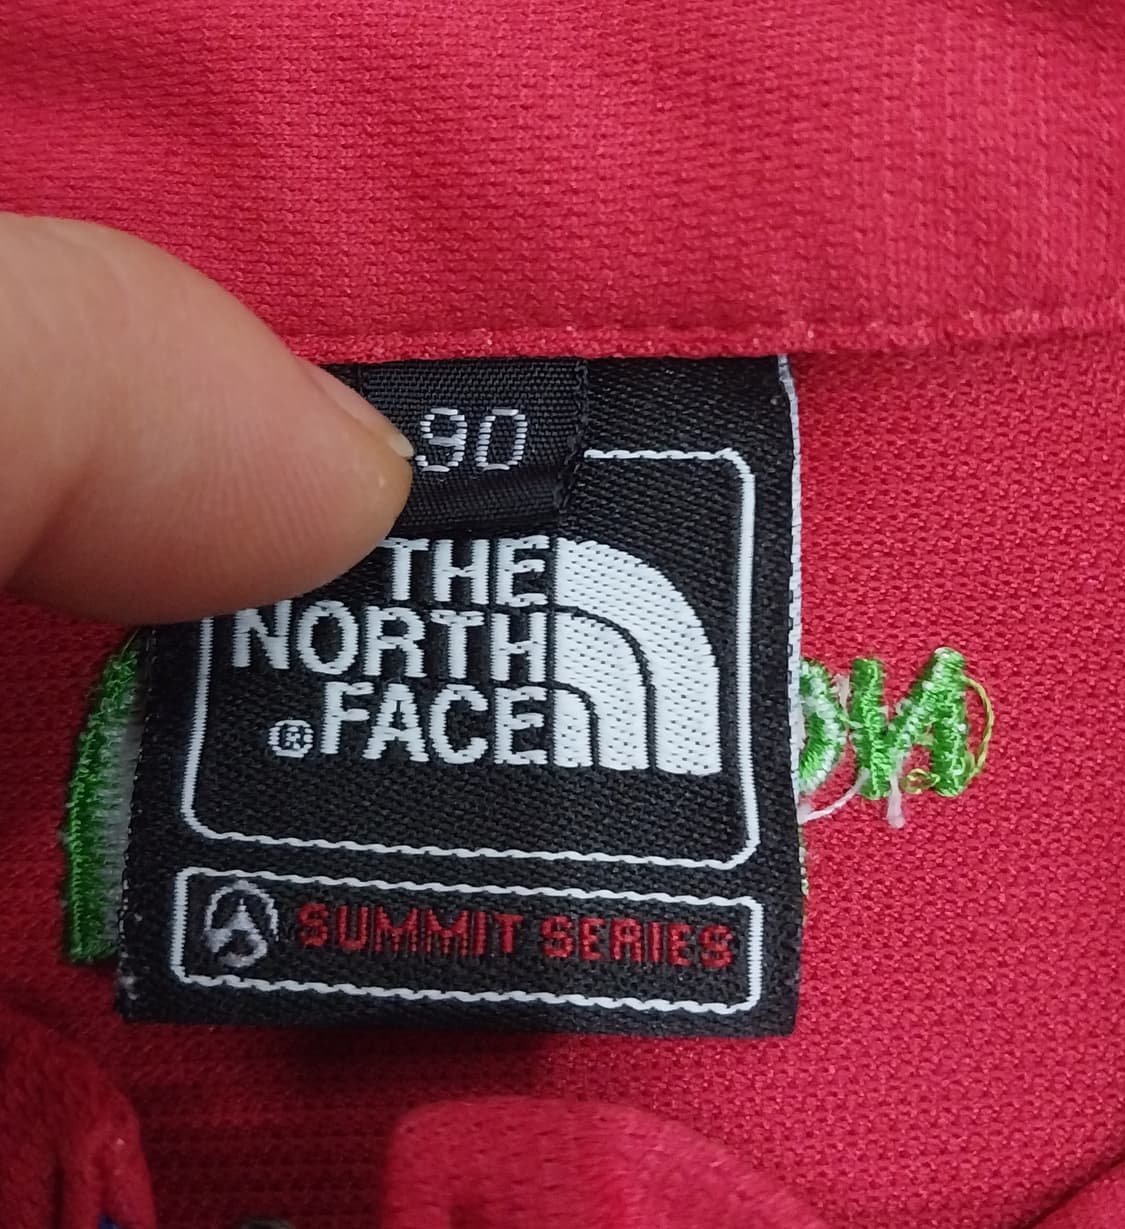 90
THE
NORTH
®FACE
SUMMIT SERIES